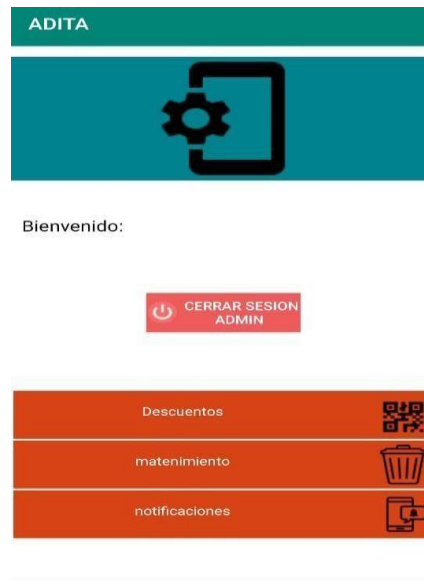 ADITA
Bienvenido:
CERRAR SESION
ADMIN
Descuentos
matenimiento
notificaciones